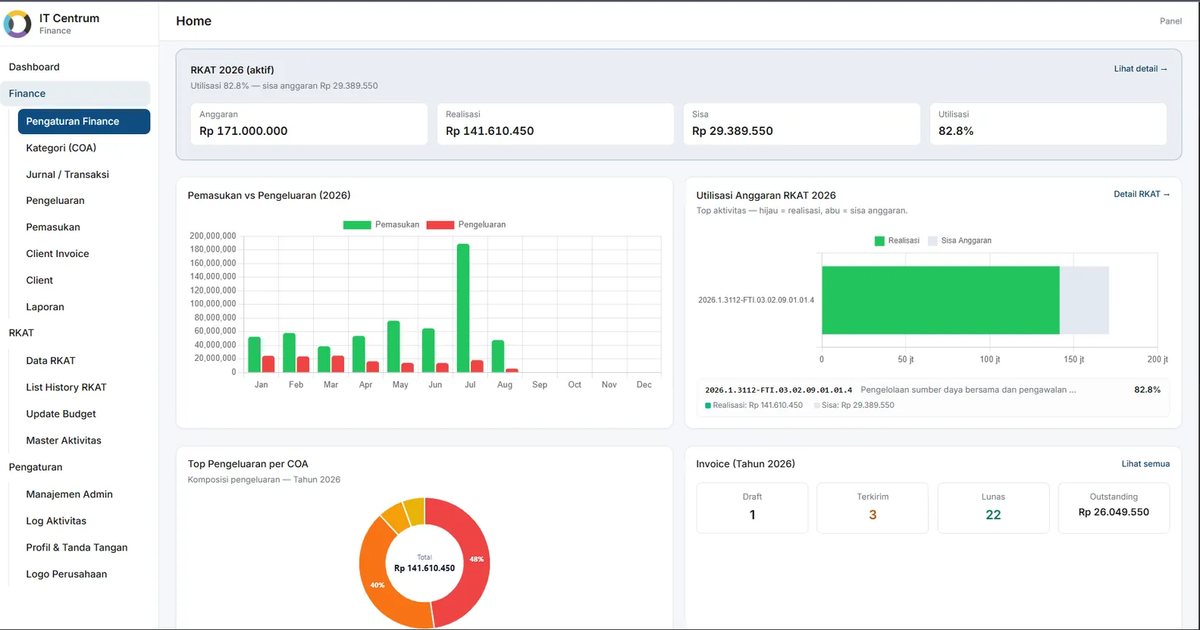 IT Centrum
Finance
Dashboard
Finance
Pengaturan Finance
Kategori (COA)
Jurnal / Transaksi
Pengeluaran
Pemasukan
Client Invoice
Client
Laporan
RKAT
Data RKAT
List History RKAT
Update Budget
Master Aktivitas
Pengaturan
Manajemen Admin
Log Aktivitas
Profil & Tanda Tangan
Logo Perusahaan
Home
Panel
RKAT 2026 (aktif)
Lihat detail →
Utilisasi 82.8% — sisa anggaran Rp 29.389.550
Anggaran
Rp 171.000.000
Realisasi
Rp 141.610.450
Sisa
Rp 29.389.550
Utilisasi
82.8%
Pemasukan vs Pengeluaran (2026)
Pemasukan
Pengeluaran
200,000,000
180,000,000
160,000,000
140,000,000
120,000,000
100,000,000
80,000,000
60,000,000
40,000,000
20,000,000
0
Jan Feb Mar Apr May Jun Jul Aug Sep Oct Nov Dec
Utilisasi Anggaran RKAT 2026
Detail RKAT →
Top aktivitas — hijau = realisasi, abu = sisa anggaran.
Realisasi
Sisa Anggaran
2026.1.3112-FTI.03.02.09.01.01.4
0 50 jt 100 jt 150 jt 200 jt
2026.1.3112-FTI.03.02.09.01.01.4 Pengelolaan sumber daya bersama dan pengawalan ... 82.8%
Realisasi: Rp 141.610.450 Sisa: Rp 29.389.550
Top Pengeluaran per COA
Komposisi pengeluaran — Tahun 2026
Total
Rp 141.610.450
48%
40%
Invoice (Tahun 2026)
Lihat semua
Draft
1
Terkirim
3
Lunas
22
Outstanding
Rp 26.049.550